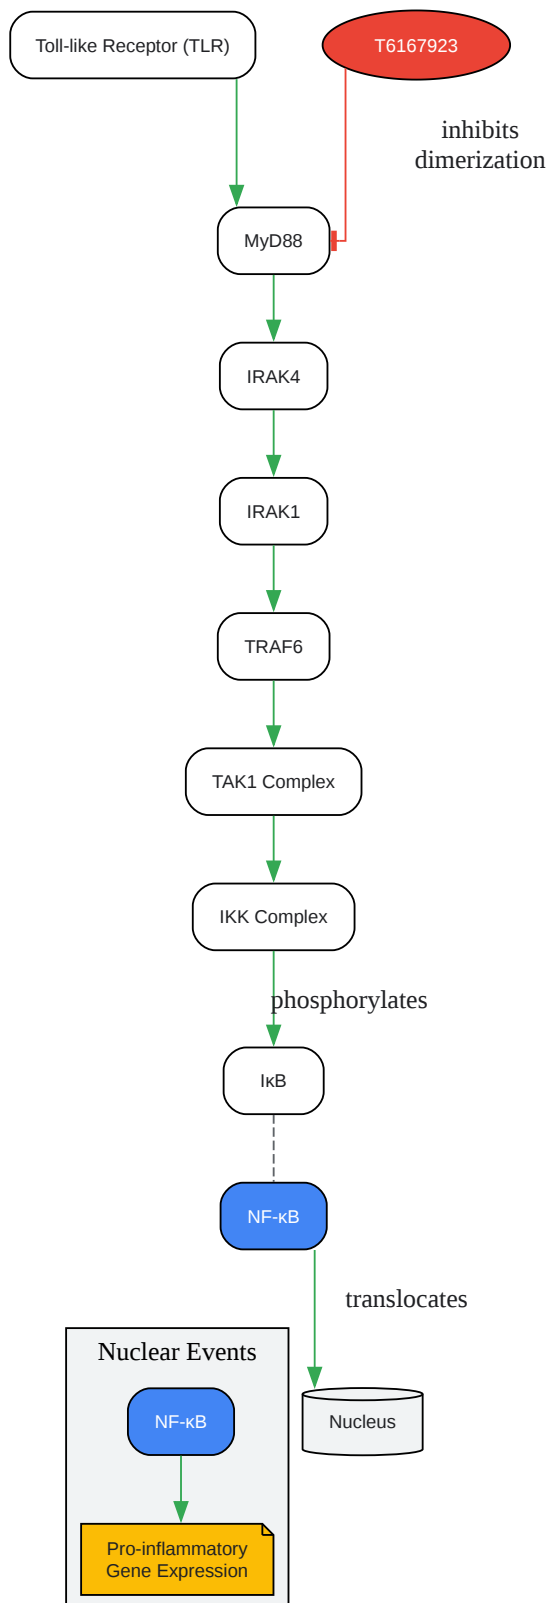 Toll-like Receptor (TLR)
T6167923
inhibits
dimerization
MyD88
IRAK4
IRAK1
TRAF6
TAK1 Complex
IKK Complex
phosphorylates
IκB
NF-κB
translocates
Nuclear Events
NF-κB
Nucleus
Pro-inflammatory
Gene Expression